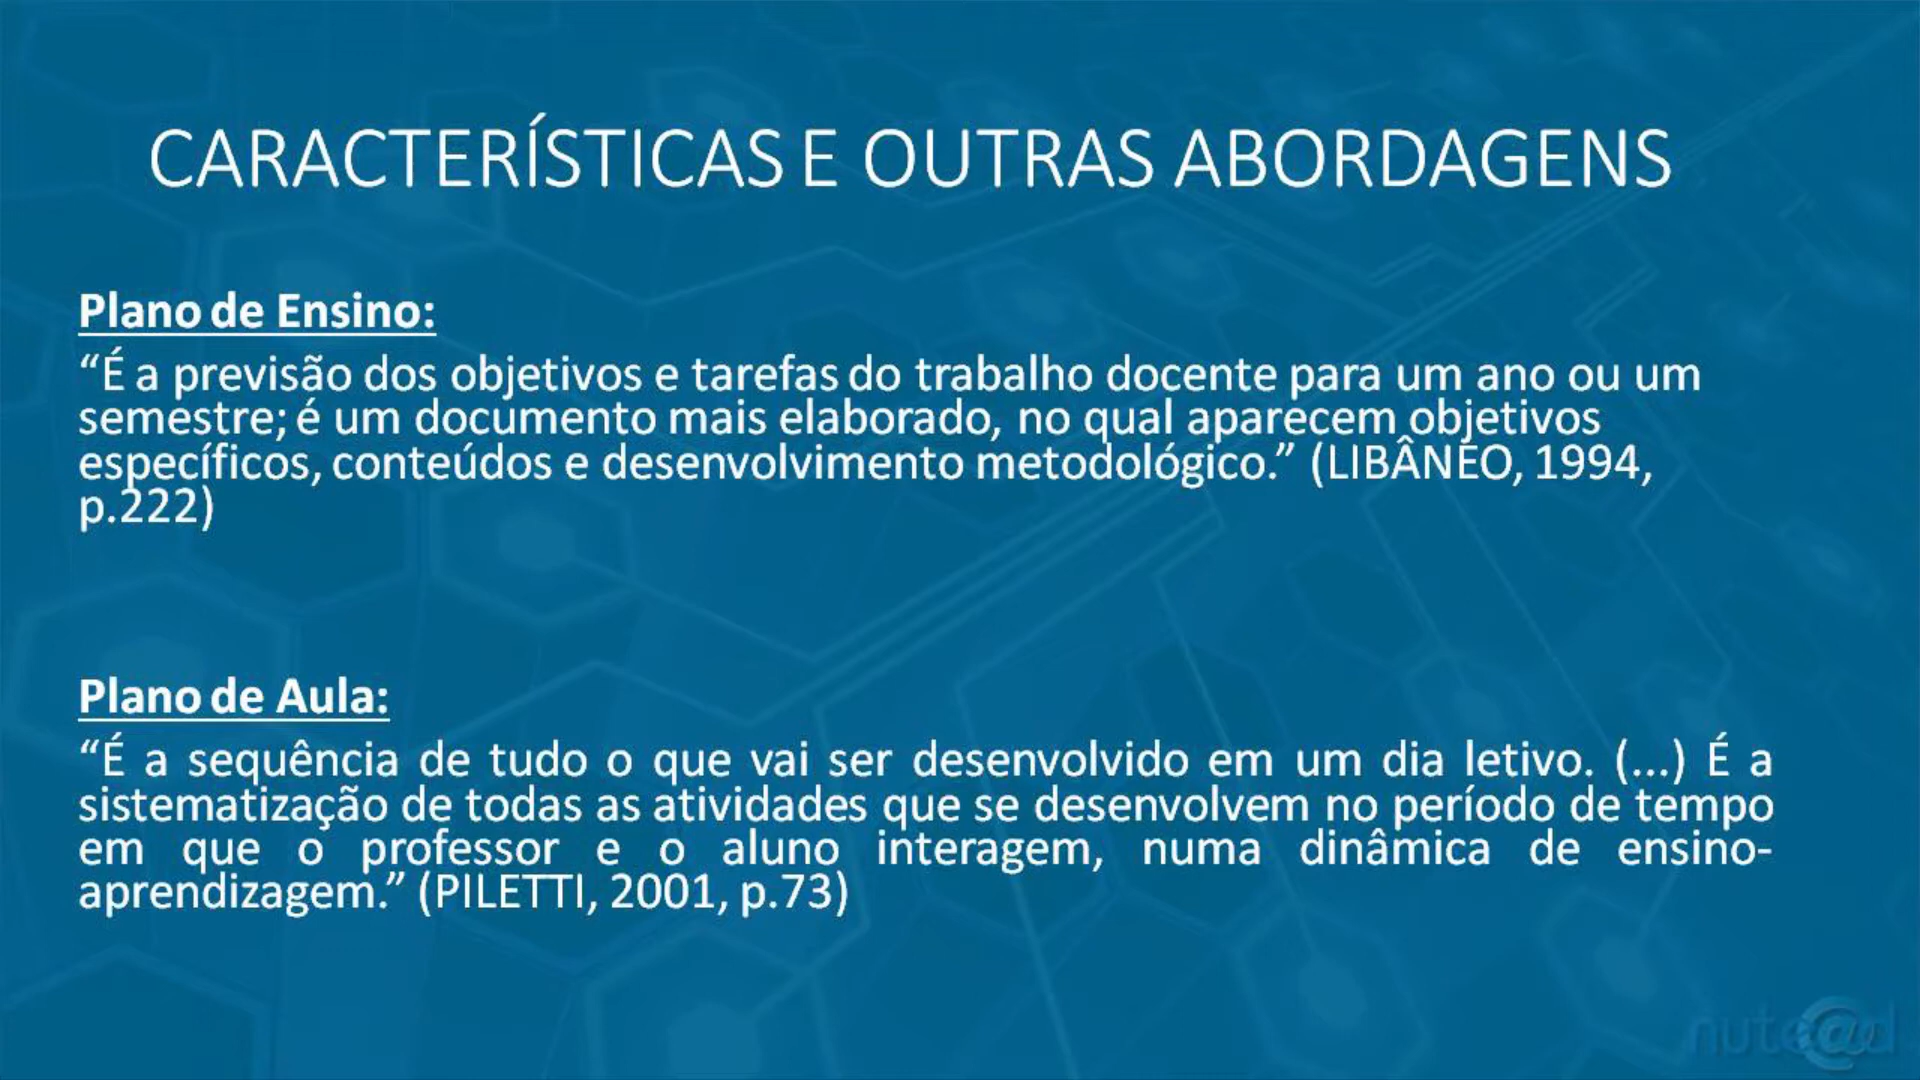 CARACTERÍSTICAS E OUTRAS ABORDAGENS
Plano de Ensino:
“É a previsão dos objetivos e tarefas do trabalho docente para um ano ou um
semestre; é um documento mais elaborado, no qual aparecem objetivos
específicos, conteúdos e desenvolvimento metodológico.” (LIBÂNEO, 1994,
p.222)
Plano de Aula:
“É a sequência de tudo o que vai ser desenvolvido em um dia letivo. (...) É a
sistematização de todas as atividades que se desenvolvem no período de tempo
em que o professor e o aluno interagem, numa dinâmica de ensino-
aprendizagem.” (PILETTI, 2001, p.73)
nute@d